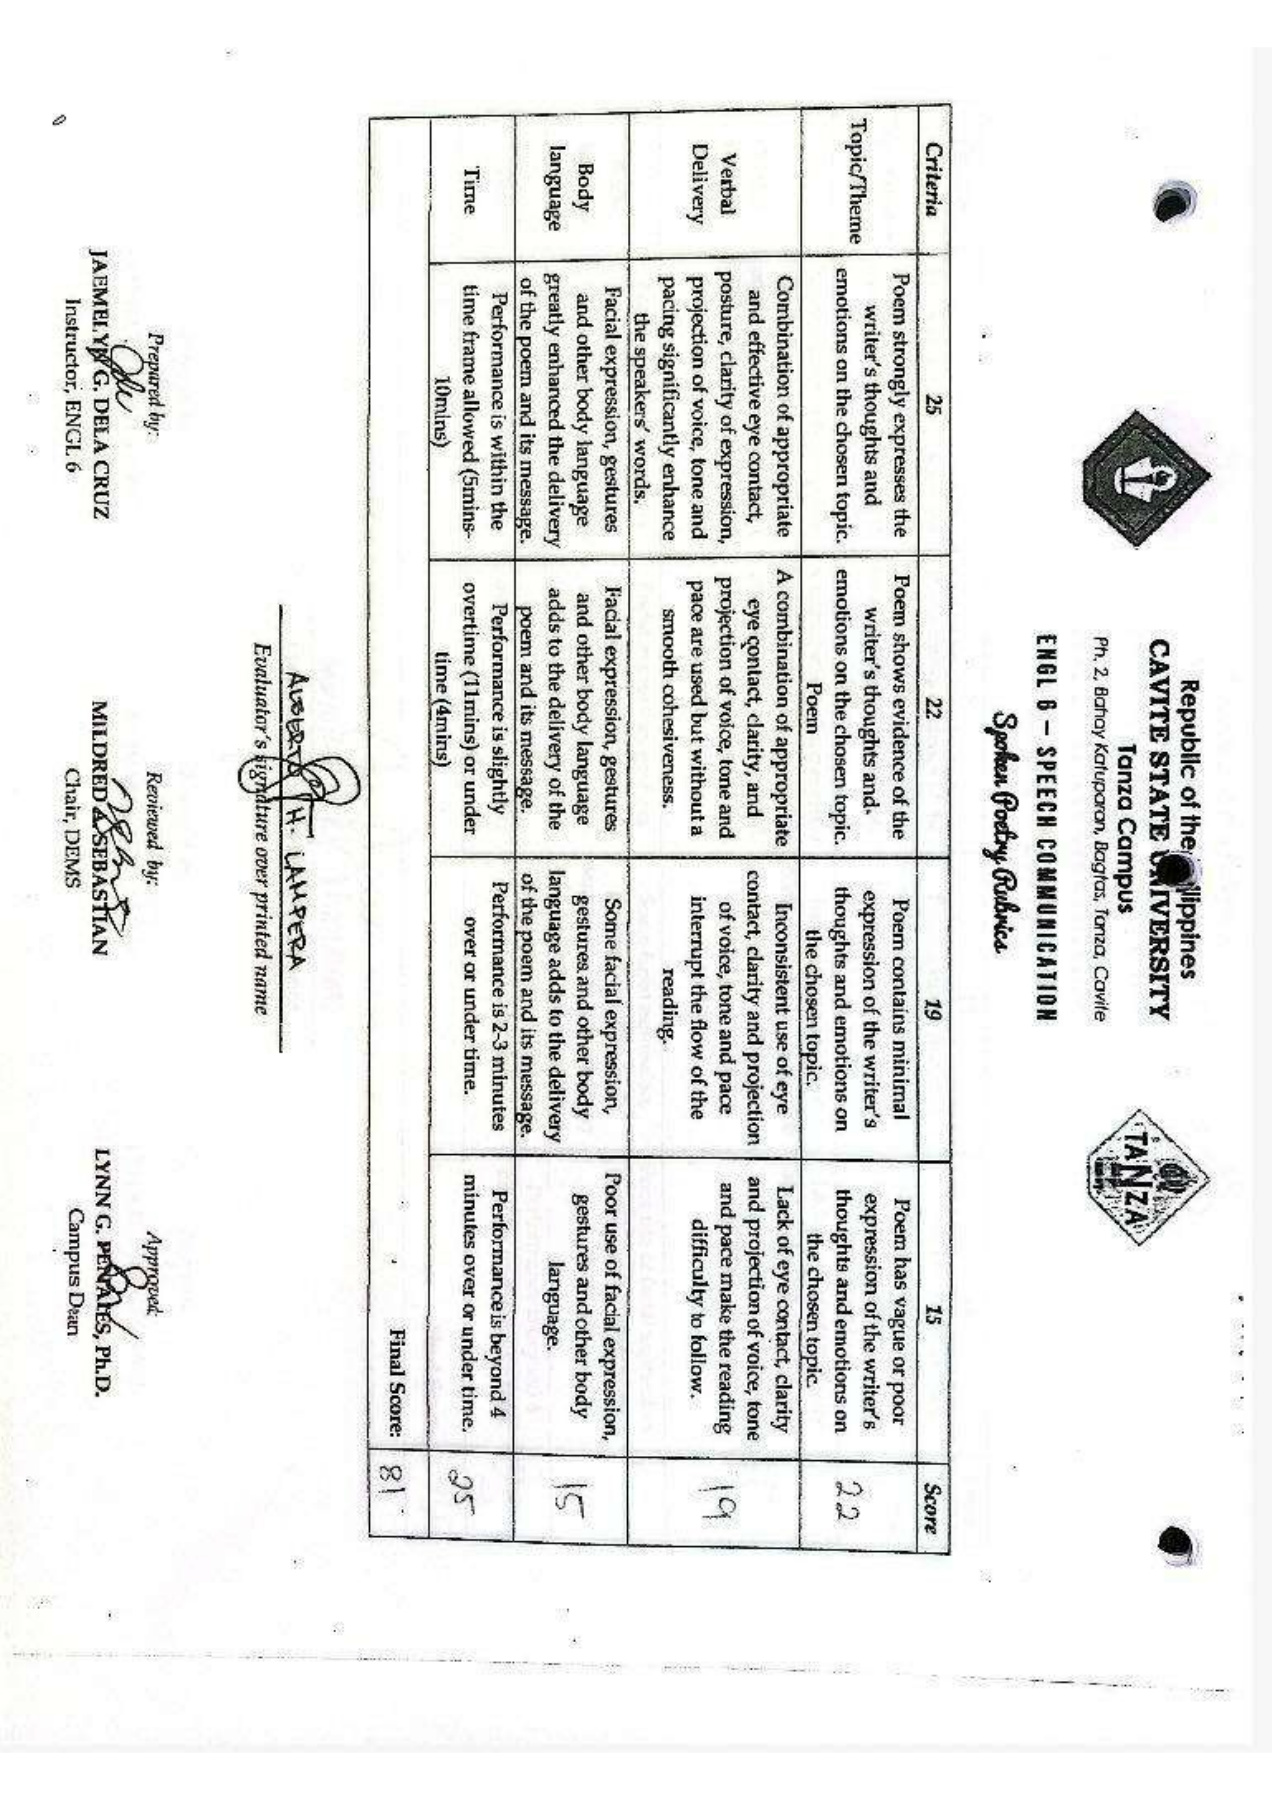 Republic of the   lippines
CAVITE STATE UNIVERSITY
Tanza Campus
Ph. 2, Bahay Katuparan, Bagtas, Tanza, Cavite
TANZA
ENGL 6 – SPEECH COMMUNICATION
Spoken Poetry Rubrics
Criteria 25 22 19 15 Score
Topic/Theme
Poem strongly expresses the
writer's thoughts and
emotions on the chosen topic.
Poem shows evidence of the
writer's thoughts and
emotions on the chosen topic.
Poem
Poem contains minimal
expression of the writer's
thoughts and emotions on
the chosen topic.
Poem has vague or poor
expression of the writer's
thoughts and emotions on
the chosen topic.
22
Verbal
Delivery
Combination of appropriate
and effective eye contact,
posture, clarity of expression,
projection of voice, tone and
pacing significantly enhance
the speakers' words.
A combination of appropriate
eye contact, clarity, and
projection of voice, tone and
pace are used but without a
smooth cohesiveness.
Inconsistent use of eye
contact, clarity and projection
of voice, tone and pace
interrupt the flow of the
reading.
Lack of eye contact, clarity
and projection of voice, tone
and pace make the reading
difficulty to follow.
19
Body
language
Facial expression, gestures
and other body language
greatly enhanced the delivery
of the poem and its message.
Facial expression, gestures
and other body language
adds to the delivery of the
poem and its message.
Some facial expression,
gestures and other body
language adds to the delivery
of the poem and its message.
Poor use of facial expression,
gestures and other body
language.
15
Time
Performance is within the
time frame allowed (5mins-
10mins)
Performance is slightly
overtime (11mins) or under
time (4mins)
Performance is 2-3 minutes
over or under time.
Performance is beyond 4
minutes over or under time.
25
Final Score: 81
ALBERTO H. LAMPERA
Evaluator's signature over printed name
Prepared by:
JAEMELYN G. DELA CRUZ
Instructor, ENGL 6
Reviewed by:
MILDRED A. SEBASTIAN
Chair, DEMS
Approved:
LYNN G. PEÑALES, Ph.D.
Campus Dean